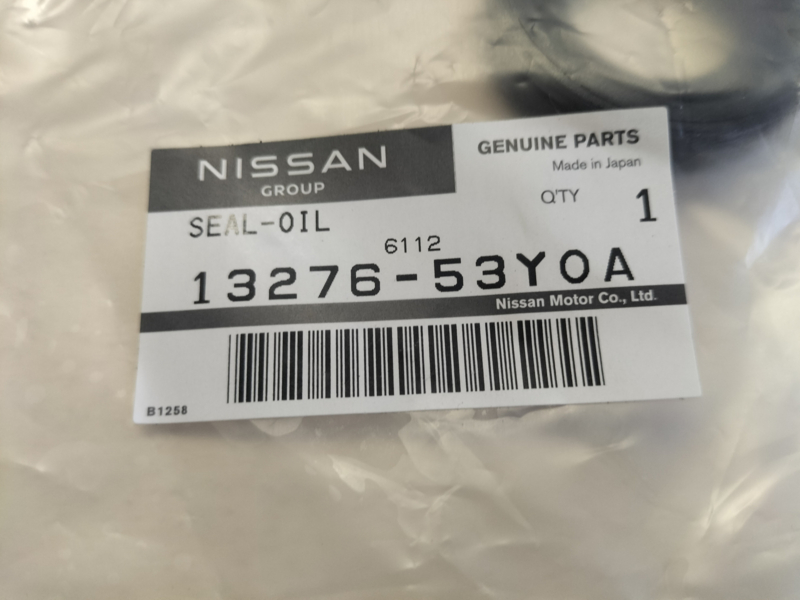 NISSAN
GROUP
GENUINE PARTS
Made in Japan
Q'TY 1
SEAL-OIL
6112
13276-53Y0A
Nissan Motor Co., Ltd.
B1258